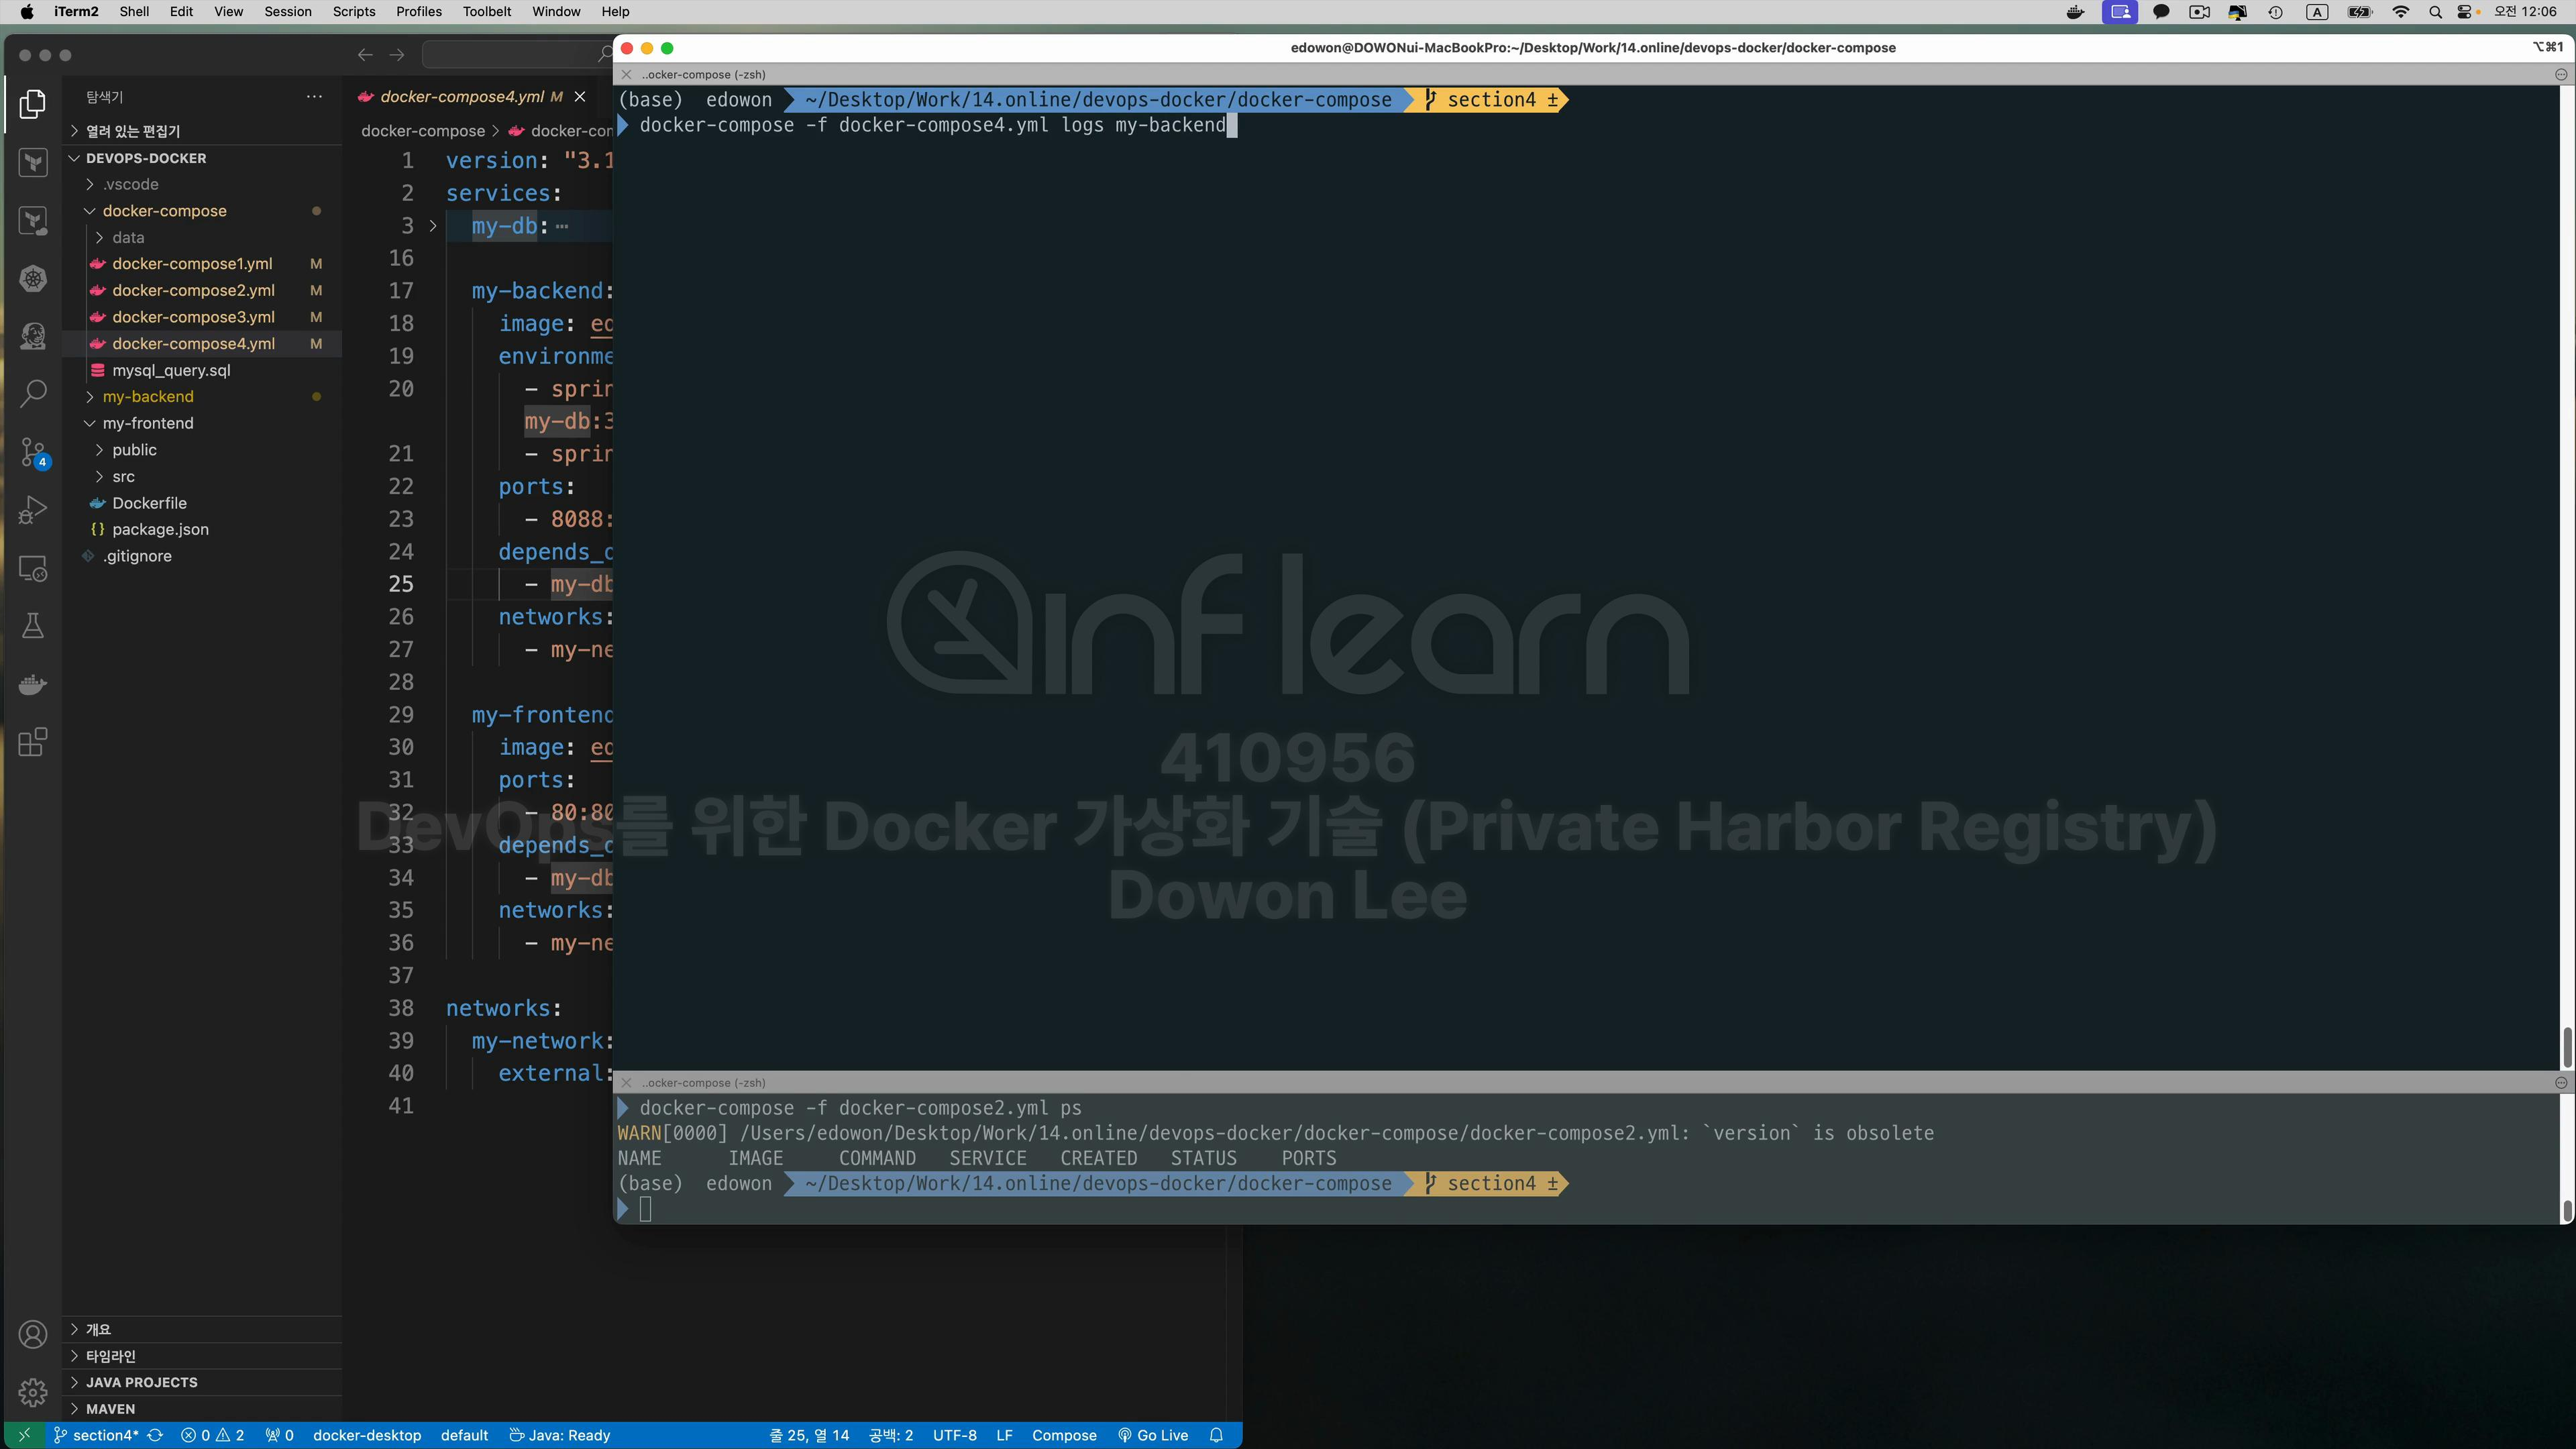 iTerm2 Shell Edit View Session Scripts Profiles Toolbelt Window Help
A 오전 12:06
edowon@DOWONui-MacBookPro:~/Desktop/Work/14.online/devops-docker/docker-compose ⌥⌘1
탐색기
열려 있는 편집기
DEVOPS-DOCKER
.vscode
docker-compose
data
docker-compose1.yml M
docker-compose2.yml M
docker-compose3.yml M
docker-compose4.yml M
mysql_query.sql
my-backend
my-frontend
public
src
Dockerfile
{} package.json
.gitignore
4
개요
타임라인
JAVA PROJECTS
MAVEN
docker-compose4.yml M
docker-compose >
1 version: "3.1
2 services:
3 my-db: ⋯
16
17 my-backend:
18 image:
19 environme
20 - sprin
my-db:3
21 - sprin
22 ports:
23 - 8088:
24 depends_o
25 - my-db
26 networks:
27 - my-ne
28
29 my-frontend
30 image:
31 ports:
32 - 80:80
33 depends_o
34 - my-db
35 networks:
36 - my-ne
37
38 networks:
39 my-network:
40 external:
41
..ocker-compose (-zsh)
(base) edowon ~/Desktop/Work/14.online/devops-docker/docker-compose section4 ±
docker-compose -f docker-compose4.yml logs my-backend
inflearn
410956
DevOps를 위한 Docker 가상화 기술 (Private Harbor Registry)
Dowon Lee
..ocker-compose (-zsh)
docker-compose -f docker-compose2.yml ps
WARN[0000] /Users/edowon/Desktop/Work/14.online/devops-docker/docker-compose/docker-compose2.yml: `version` is obsolete
NAME IMAGE COMMAND SERVICE CREATED STATUS PORTS
(base) edowon ~/Desktop/Work/14.online/devops-docker/docker-compose section4 ±
section4* 0 2 0 docker-desktop default Java: Ready 줄 25, 열 14 공백: 2 UTF-8 LF Compose Go Live